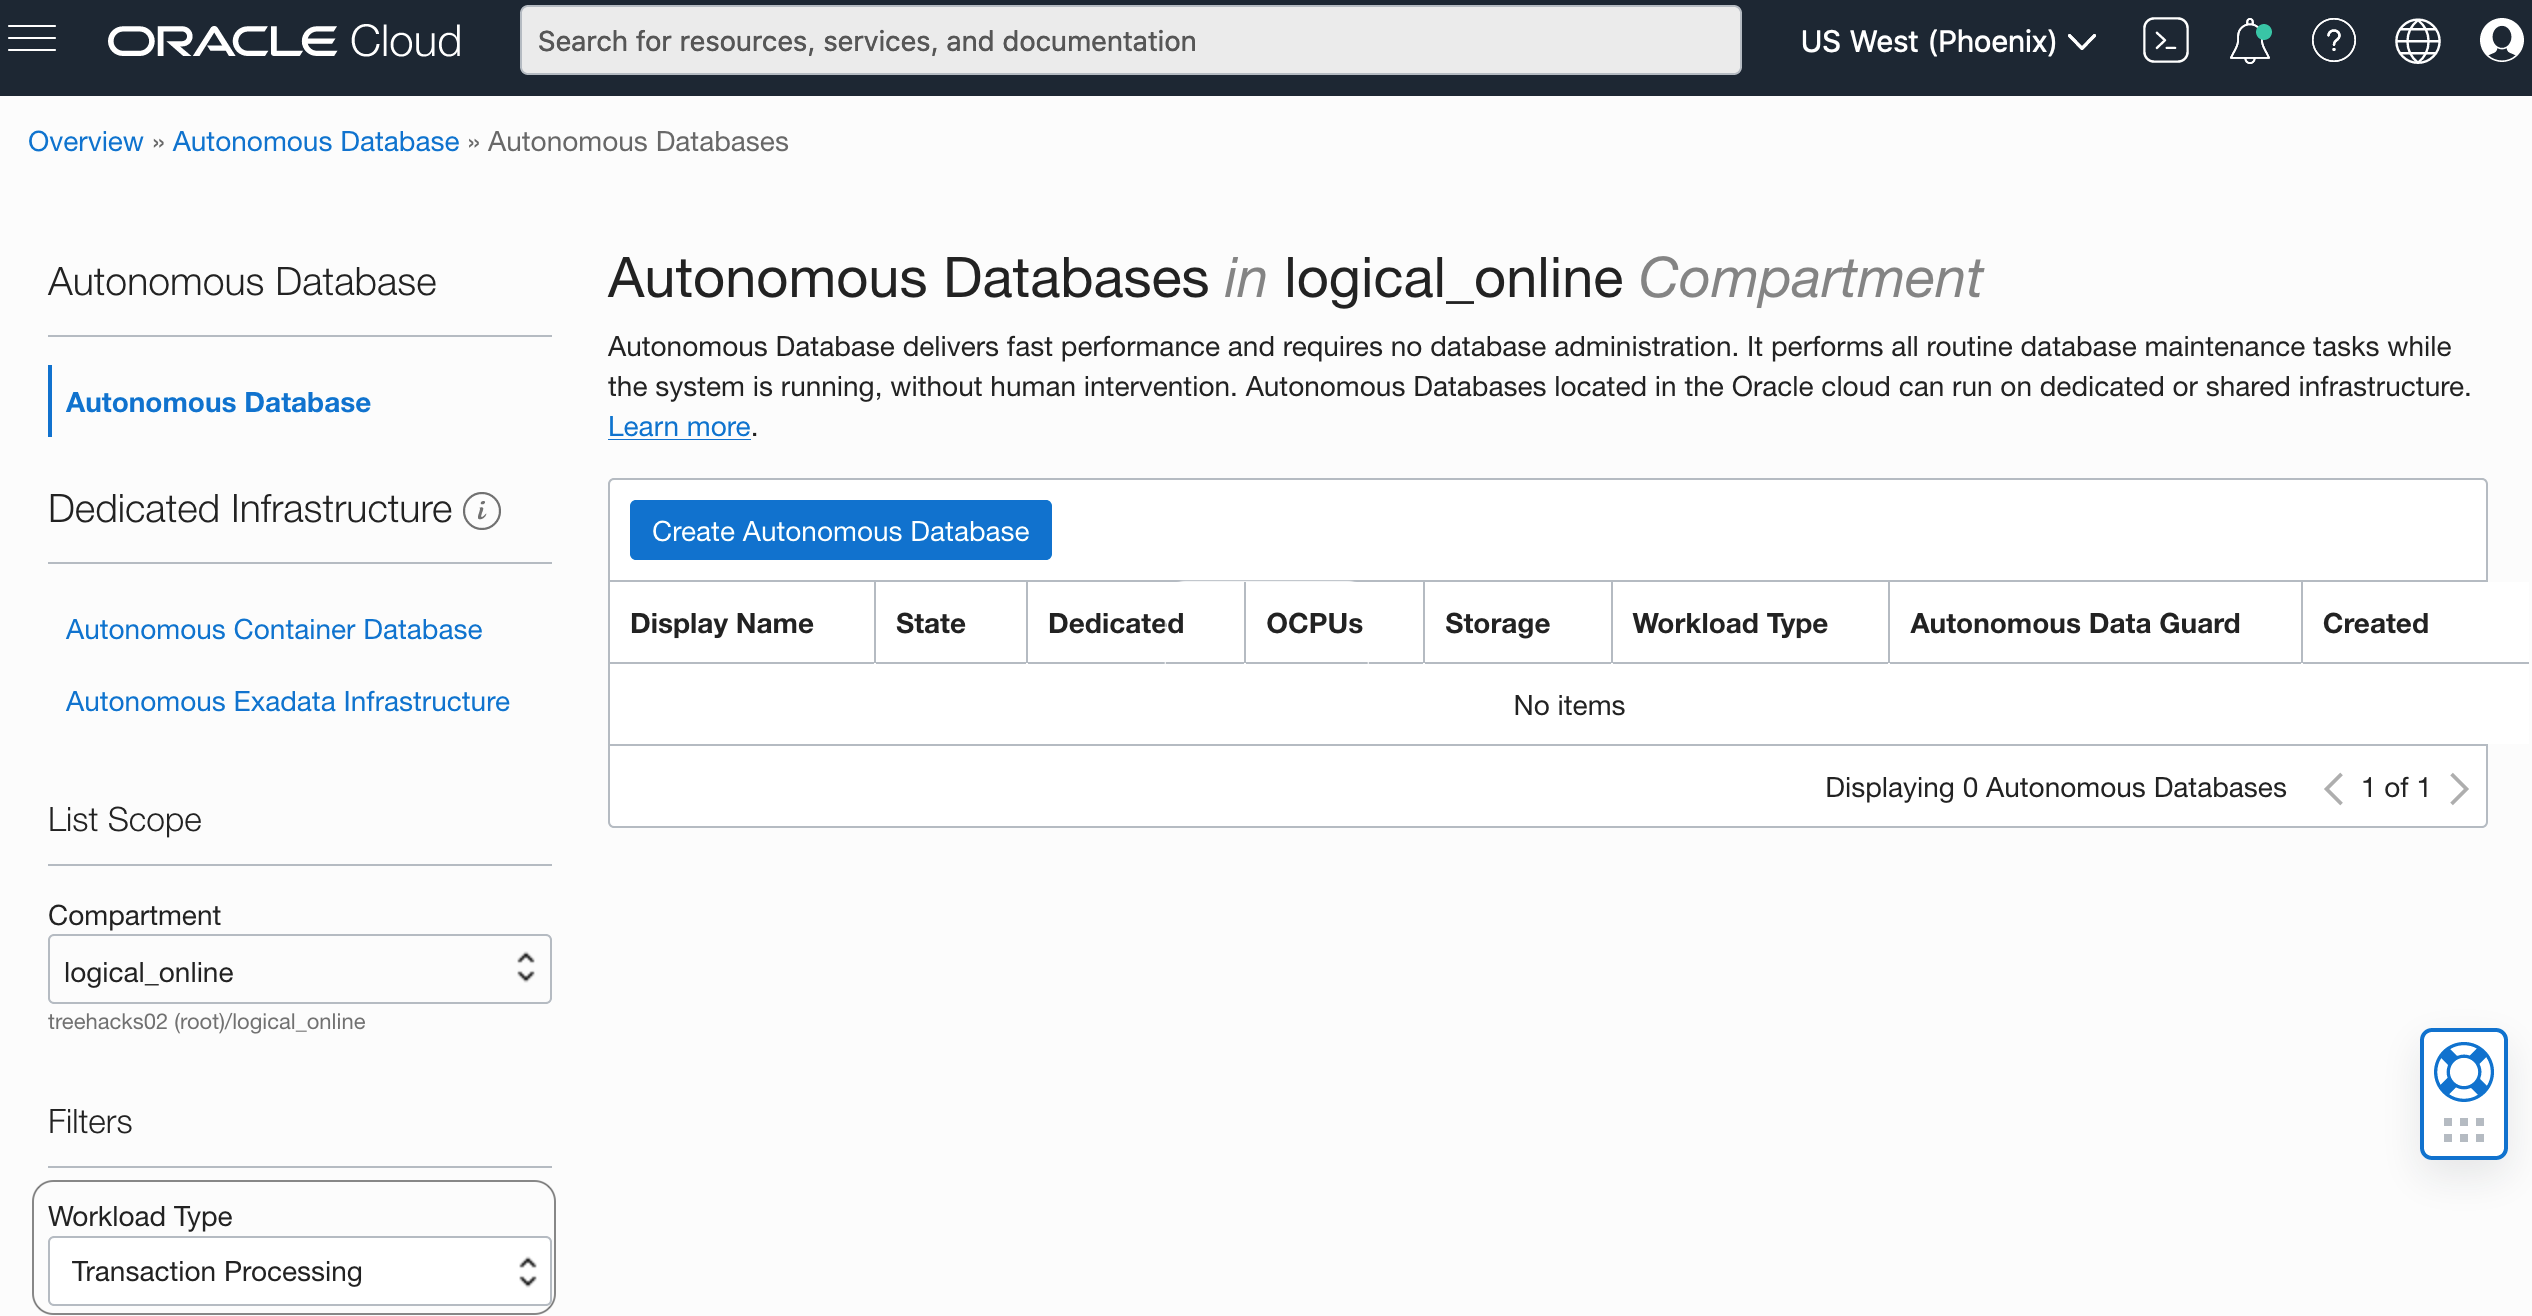 ORACLE Cloud
Search for resources, services, and documentation
US West (Phoenix)
Overview » Autonomous Database » Autonomous Databases
Autonomous Database
Autonomous Database
Dedicated Infrastructure i
Autonomous Container Database
Autonomous Exadata Infrastructure
List Scope
Compartment
logical_online
treehacks02 (root)/logical_online
Filters
Workload Type
Transaction Processing
Autonomous Databases in logical_online Compartment
Autonomous Database delivers fast performance and requires no database administration. It performs all routine database maintenance tasks while
the system is running, without human intervention. Autonomous Databases located in the Oracle cloud can run on dedicated or shared infrastructure.
Learn more.
Create Autonomous Database
Display Name State Dedicated OCPUs Storage Workload Type Autonomous Data Guard Created
No items
Displaying 0 Autonomous Databases < 1 of 1 >